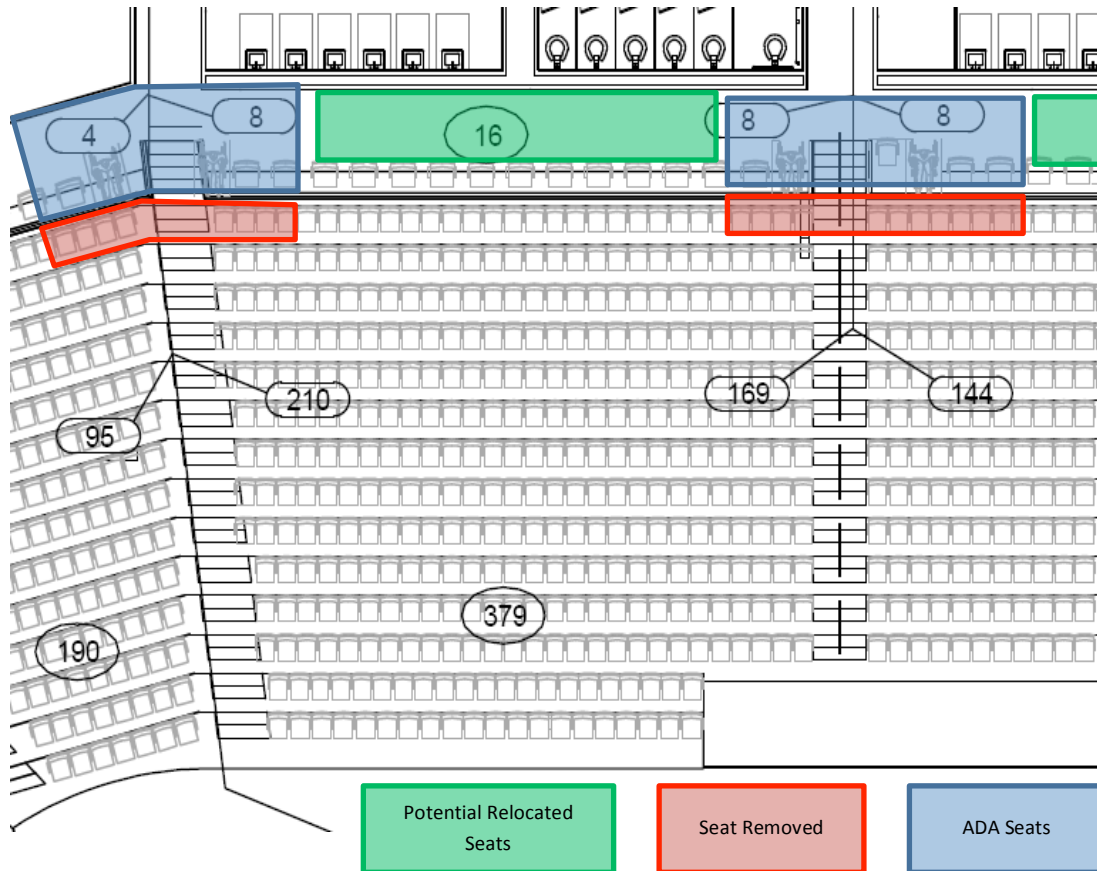 4
8
16
8
8
210
169
144
95
379
190
Potential Relocated
Seats
Seat Removed
ADA Seats